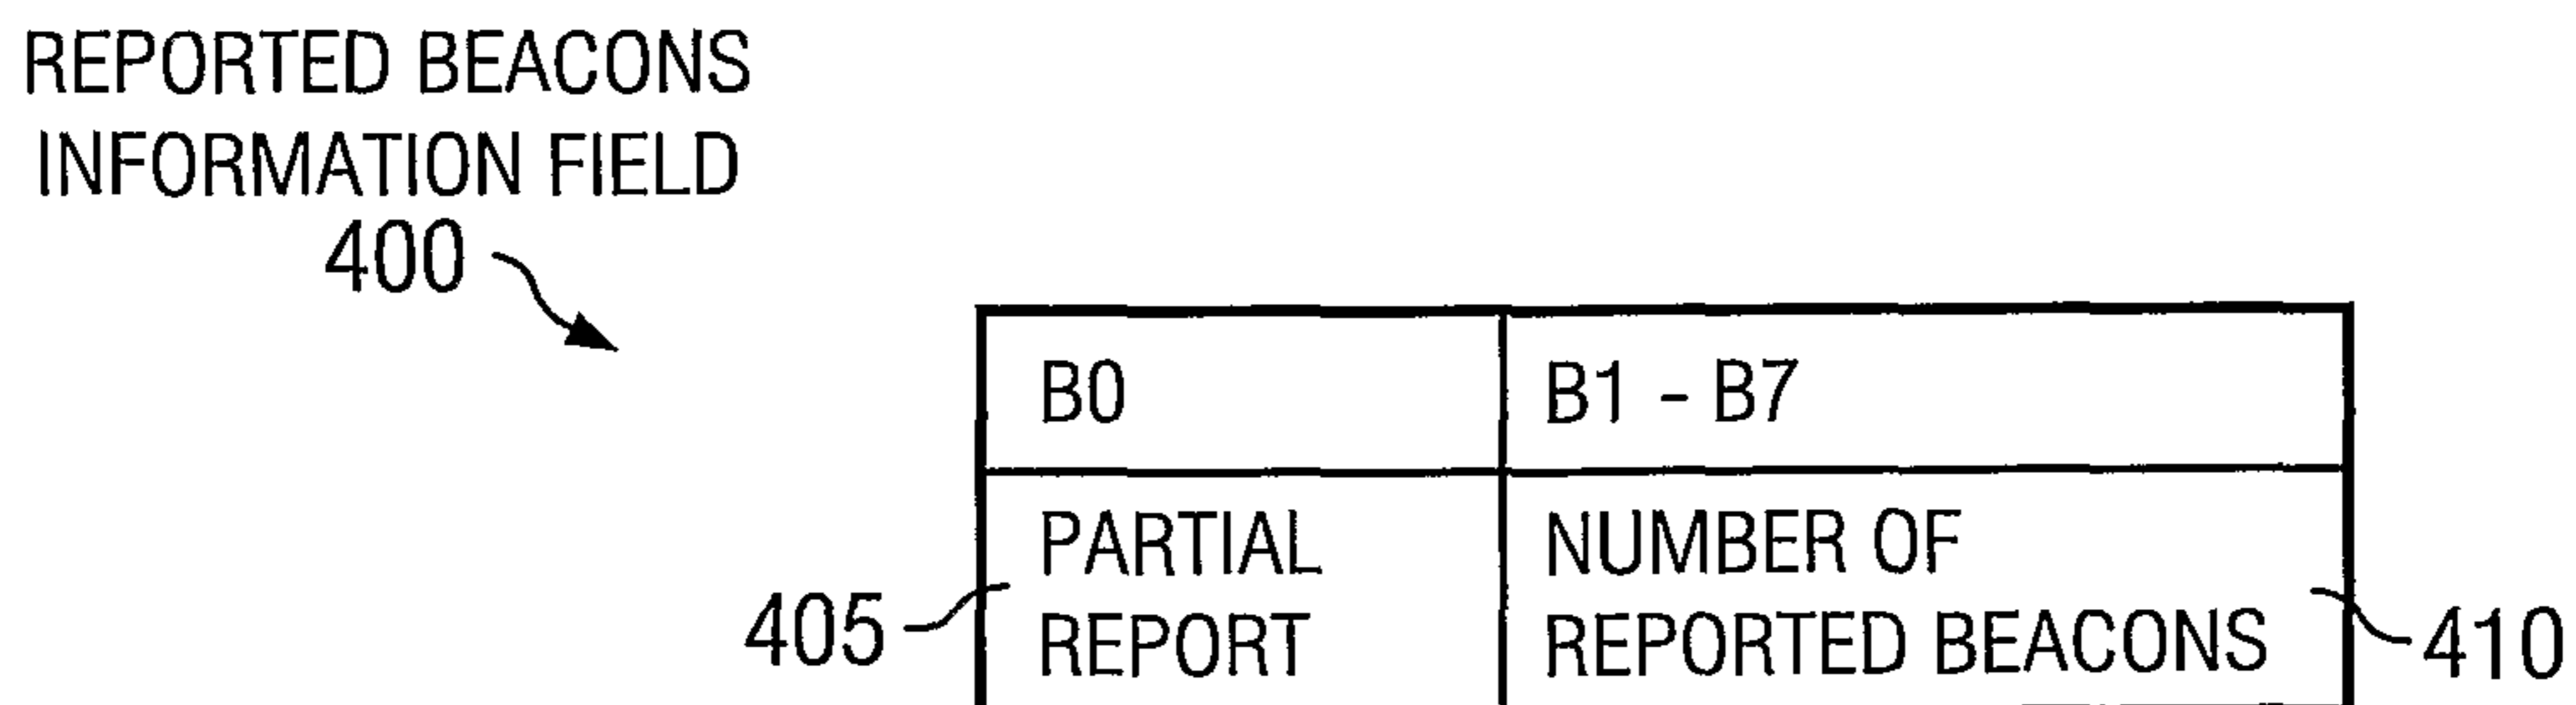 REPORTED BEACONS
INFORMATION FIELD
400
B0
B1 - B7
PARTIAL
REPORT
NUMBER OF
REPORTED BEACONS
405
410